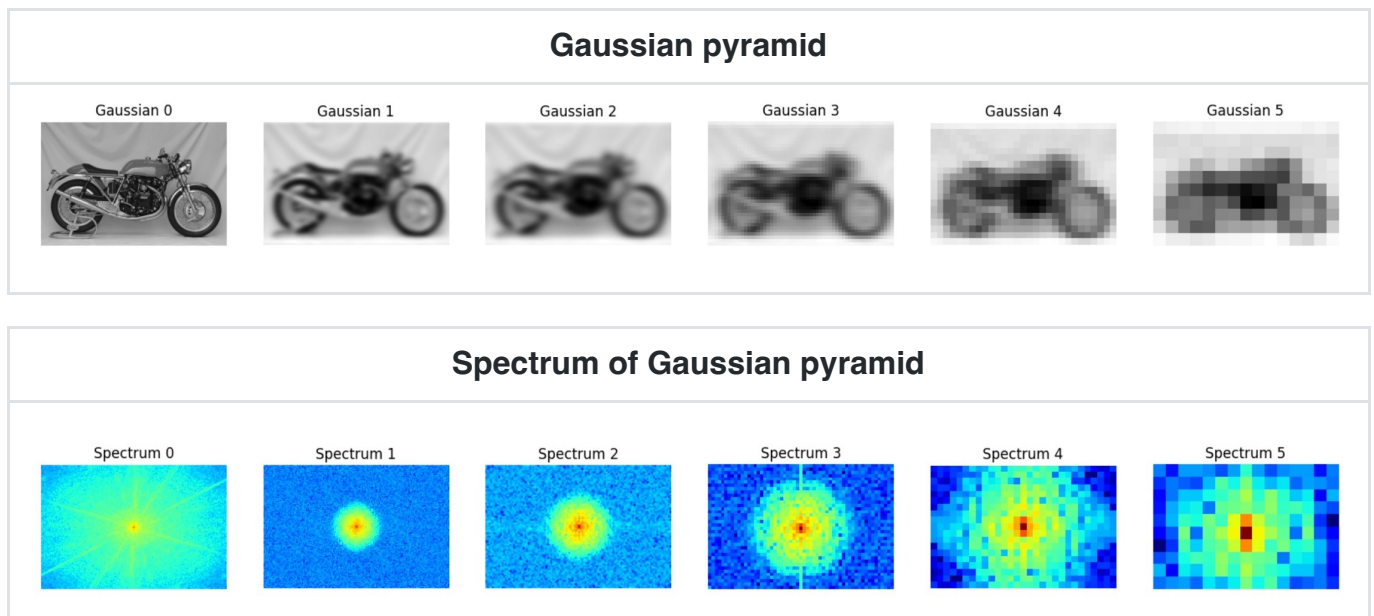 Gaussian pyramid
Gaussian 0 Gaussian 1 Gaussian 2 Gaussian 3 Gaussian 4 Gaussian 5
Spectrum of Gaussian pyramid
Spectrum 0 Spectrum 1 Spectrum 2 Spectrum 3 Spectrum 4 Spectrum 5